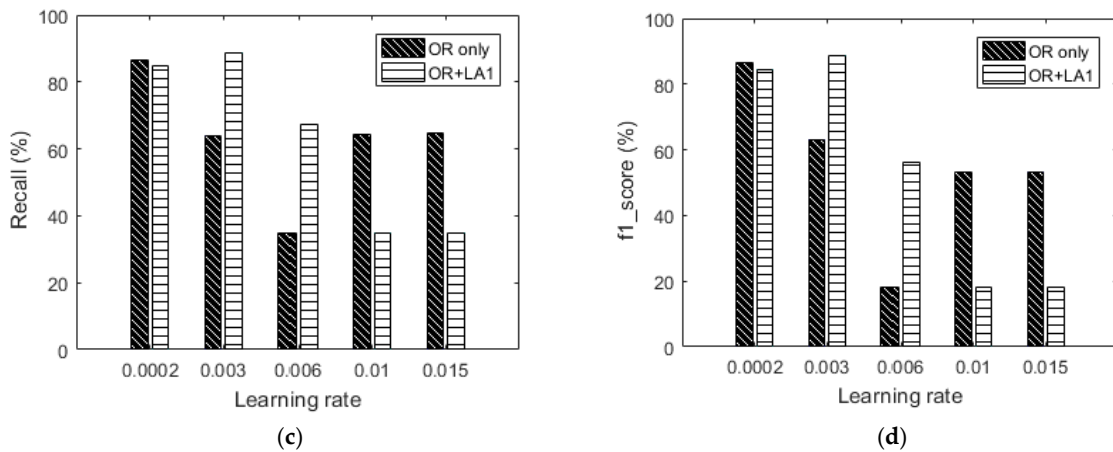 100
80
60
40
20
0
Recall (%)
OR only
OR+LA1
0.0002 0.003 0.006 0.01 0.015
Learning rate
(c)
100
80
60
40
20
0
f1_score (%)
OR only
OR+LA1
0.0002 0.003 0.006 0.01 0.015
Learning rate
(d)